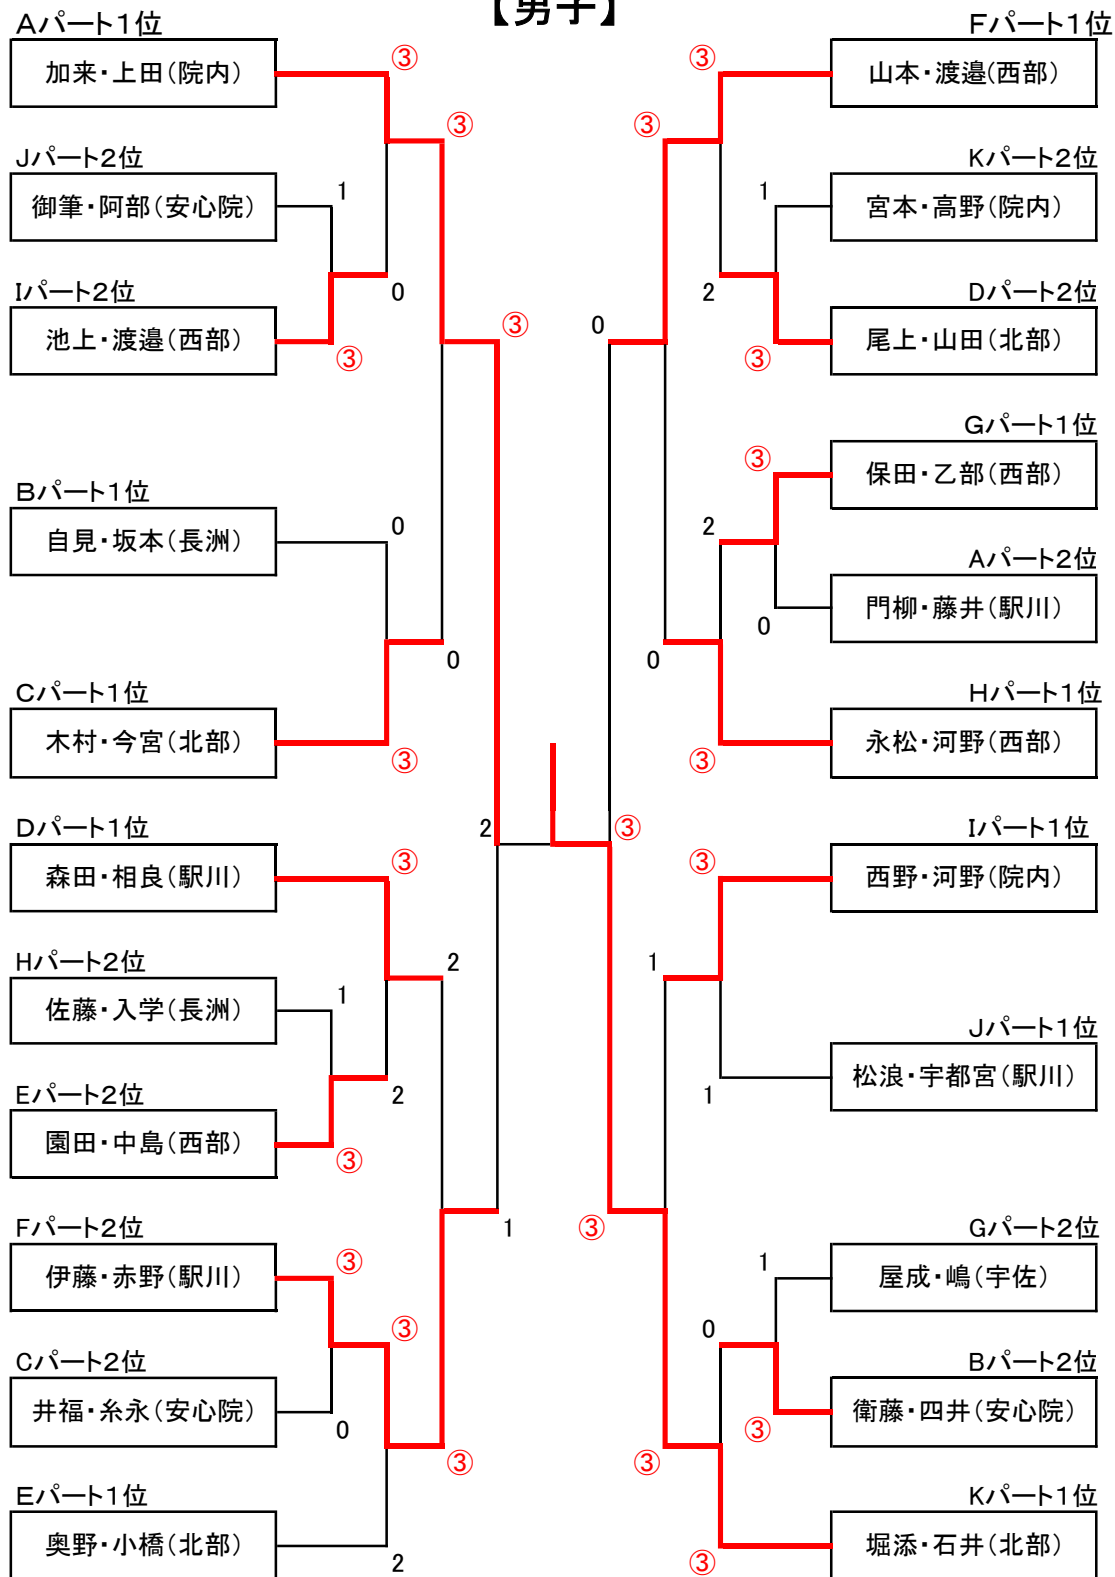 【男子】
Aパート1位
加来・上田(院内)
③
③
Jパート2位
御筆・阿部(安心院)
1
0
Iパート2位
池上・渡邉(西部)
③
③
Bパート1位
自見・坂本(長洲)
0
0
Cパート1位
木村・今宮(北部)
③
2
Dパート1位
森田・相良(駅川)
③
2
Hパート2位
佐藤・入学(長洲)
1
2
Eパート2位
園田・中島(西部)
③
1
Fパート2位
伊藤・赤野(駅川)
③
③
Cパート2位
井福・糸永(安心院)
0
③
Eパート1位
奥野・小橋(北部)
2
Fパート1位
山本・渡邉(西部)
③
③
Kパート2位
宮本・高野(院内)
1
2
Dパート2位
尾上・山田(北部)
0
③
Gパート1位
保田・乙部(西部)
③
2
Aパート2位
門柳・藤井(駅川)
0
0
Hパート1位
永松・河野(西部)
③
③
Iパート1位
西野・河野(院内)
③
1
Jパート1位
松浪・宇都宮(駅川)
1
③
Gパート2位
屋成・嶋(宇佐)
1
0
Bパート2位
衛藤・四井(安心院)
③
③
Kパート1位
堀添・石井(北部)
③